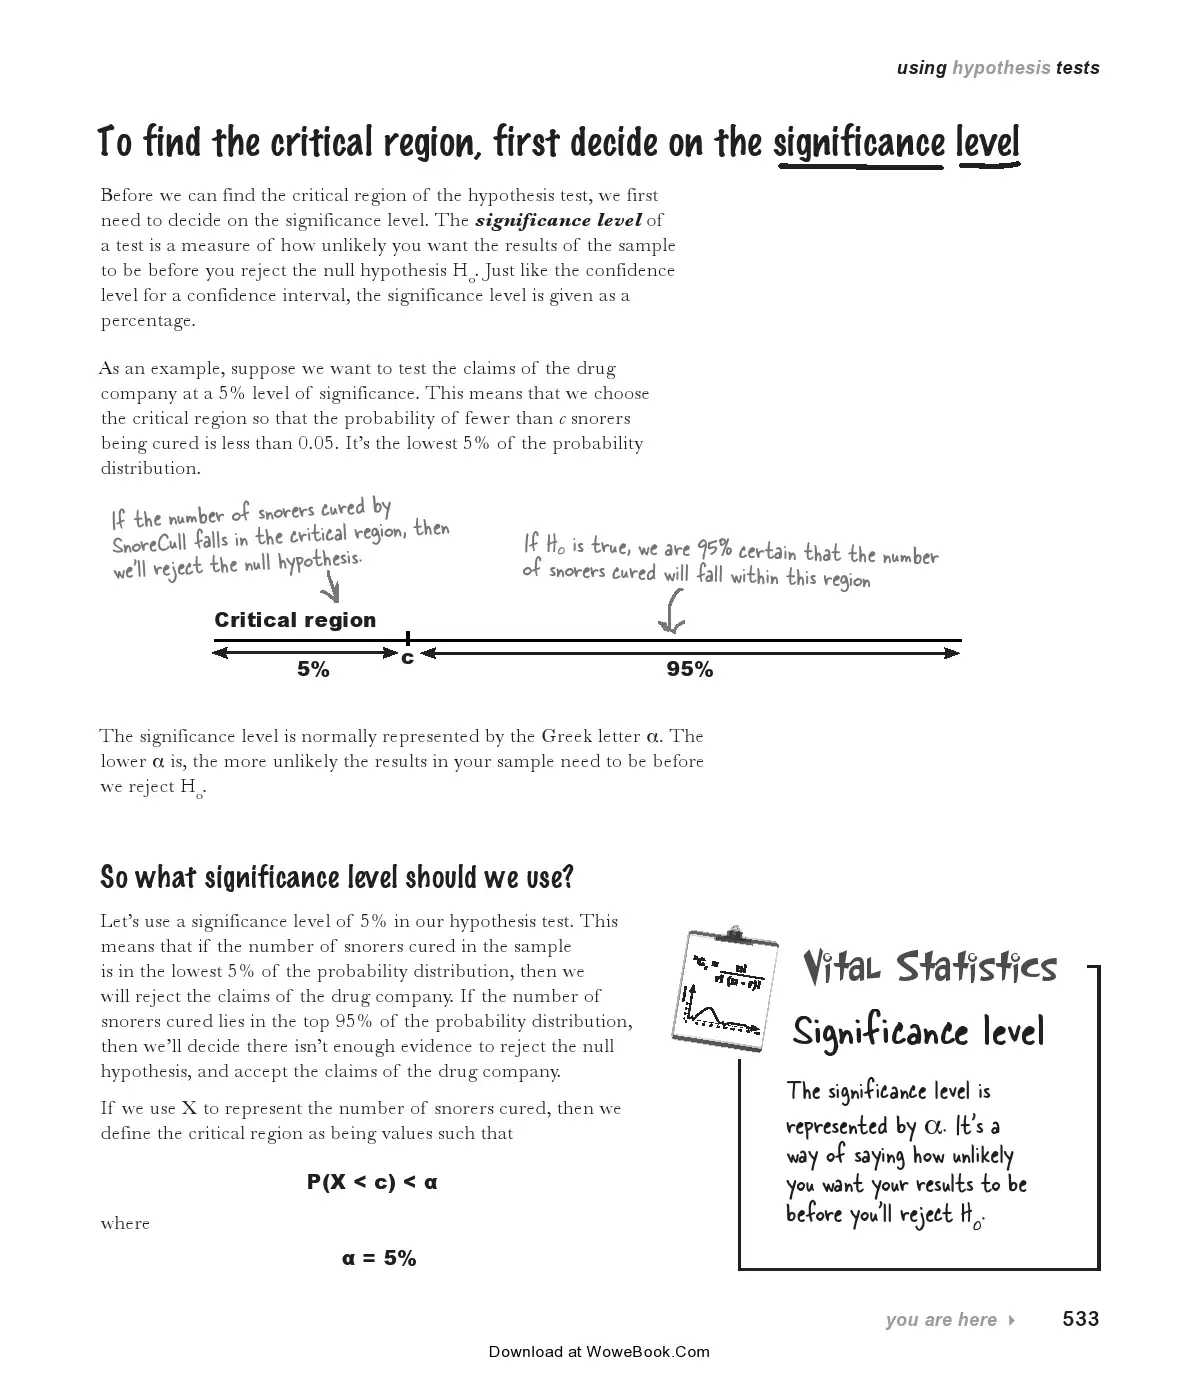 using hypothesis tests
To find the critical region, first decide on the significance level
Before we can find the critical region of the hypothesis test, we first
need to decide on the significance level. The significance level of
a test is a measure of how unlikely you want the results of the sample
to be before you reject the null hypothesis H₀. Just like the confidence
level for a confidence interval, the significance level is given as a
percentage.
As an example, suppose we want to test the claims of the drug
company at a 5% level of significance. This means that we choose
the critical region so that the probability of fewer than c snorers
being cured is less than 0.05. It's the lowest 5% of the probability
distribution.
If the number of snorers cured by
SnoreCull falls in the critical region, then
we'll reject the null hypothesis.
If H₀ is true, we are 95% certain that the number
of snorers cured will fall within this region
Critical region
5%
c
95%
The significance level is normally represented by the Greek letter α. The
lower α is, the more unlikely the results in your sample need to be before
we reject H₀.
So what significance level should we use?
Let's use a significance level of 5% in our hypothesis test. This
means that if the number of snorers cured in the sample
is in the lowest 5% of the probability distribution, then we
will reject the claims of the drug company. If the number of
snorers cured lies in the top 95% of the probability distribution,
then we'll decide there isn't enough evidence to reject the null
hypothesis, and accept the claims of the drug company.
If we use X to represent the number of snorers cured, then we
define the critical region as being values such that
P(X < c) < α
where
α = 5%
Vital Statistics
Significance level
The significance level is
represented by α. It's a
way of saying how unlikely
you want your results to be
before you'll reject H₀.
you are here
533
Download at WoweBook.Com